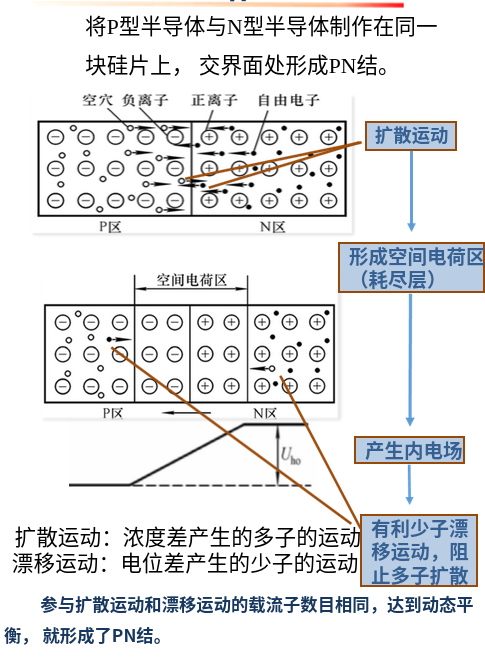 将P型半导体与N型半导体制作在同一
块硅片上， 交界面处形成PN结。
空穴 负离子 正离子 自由电子
扩散运动
P区 N区
形成空间电荷区
（耗尽层）
空间电荷区
P区 N区
产生内电场
Uho
有利少子漂
移运动，阻
止多子扩散
扩散运动：浓度差产生的多子的运动
漂移运动：电位差产生的少子的运动
参与扩散运动和漂移运动的载流子数目相同，达到动态平
衡， 就形成了PN结。